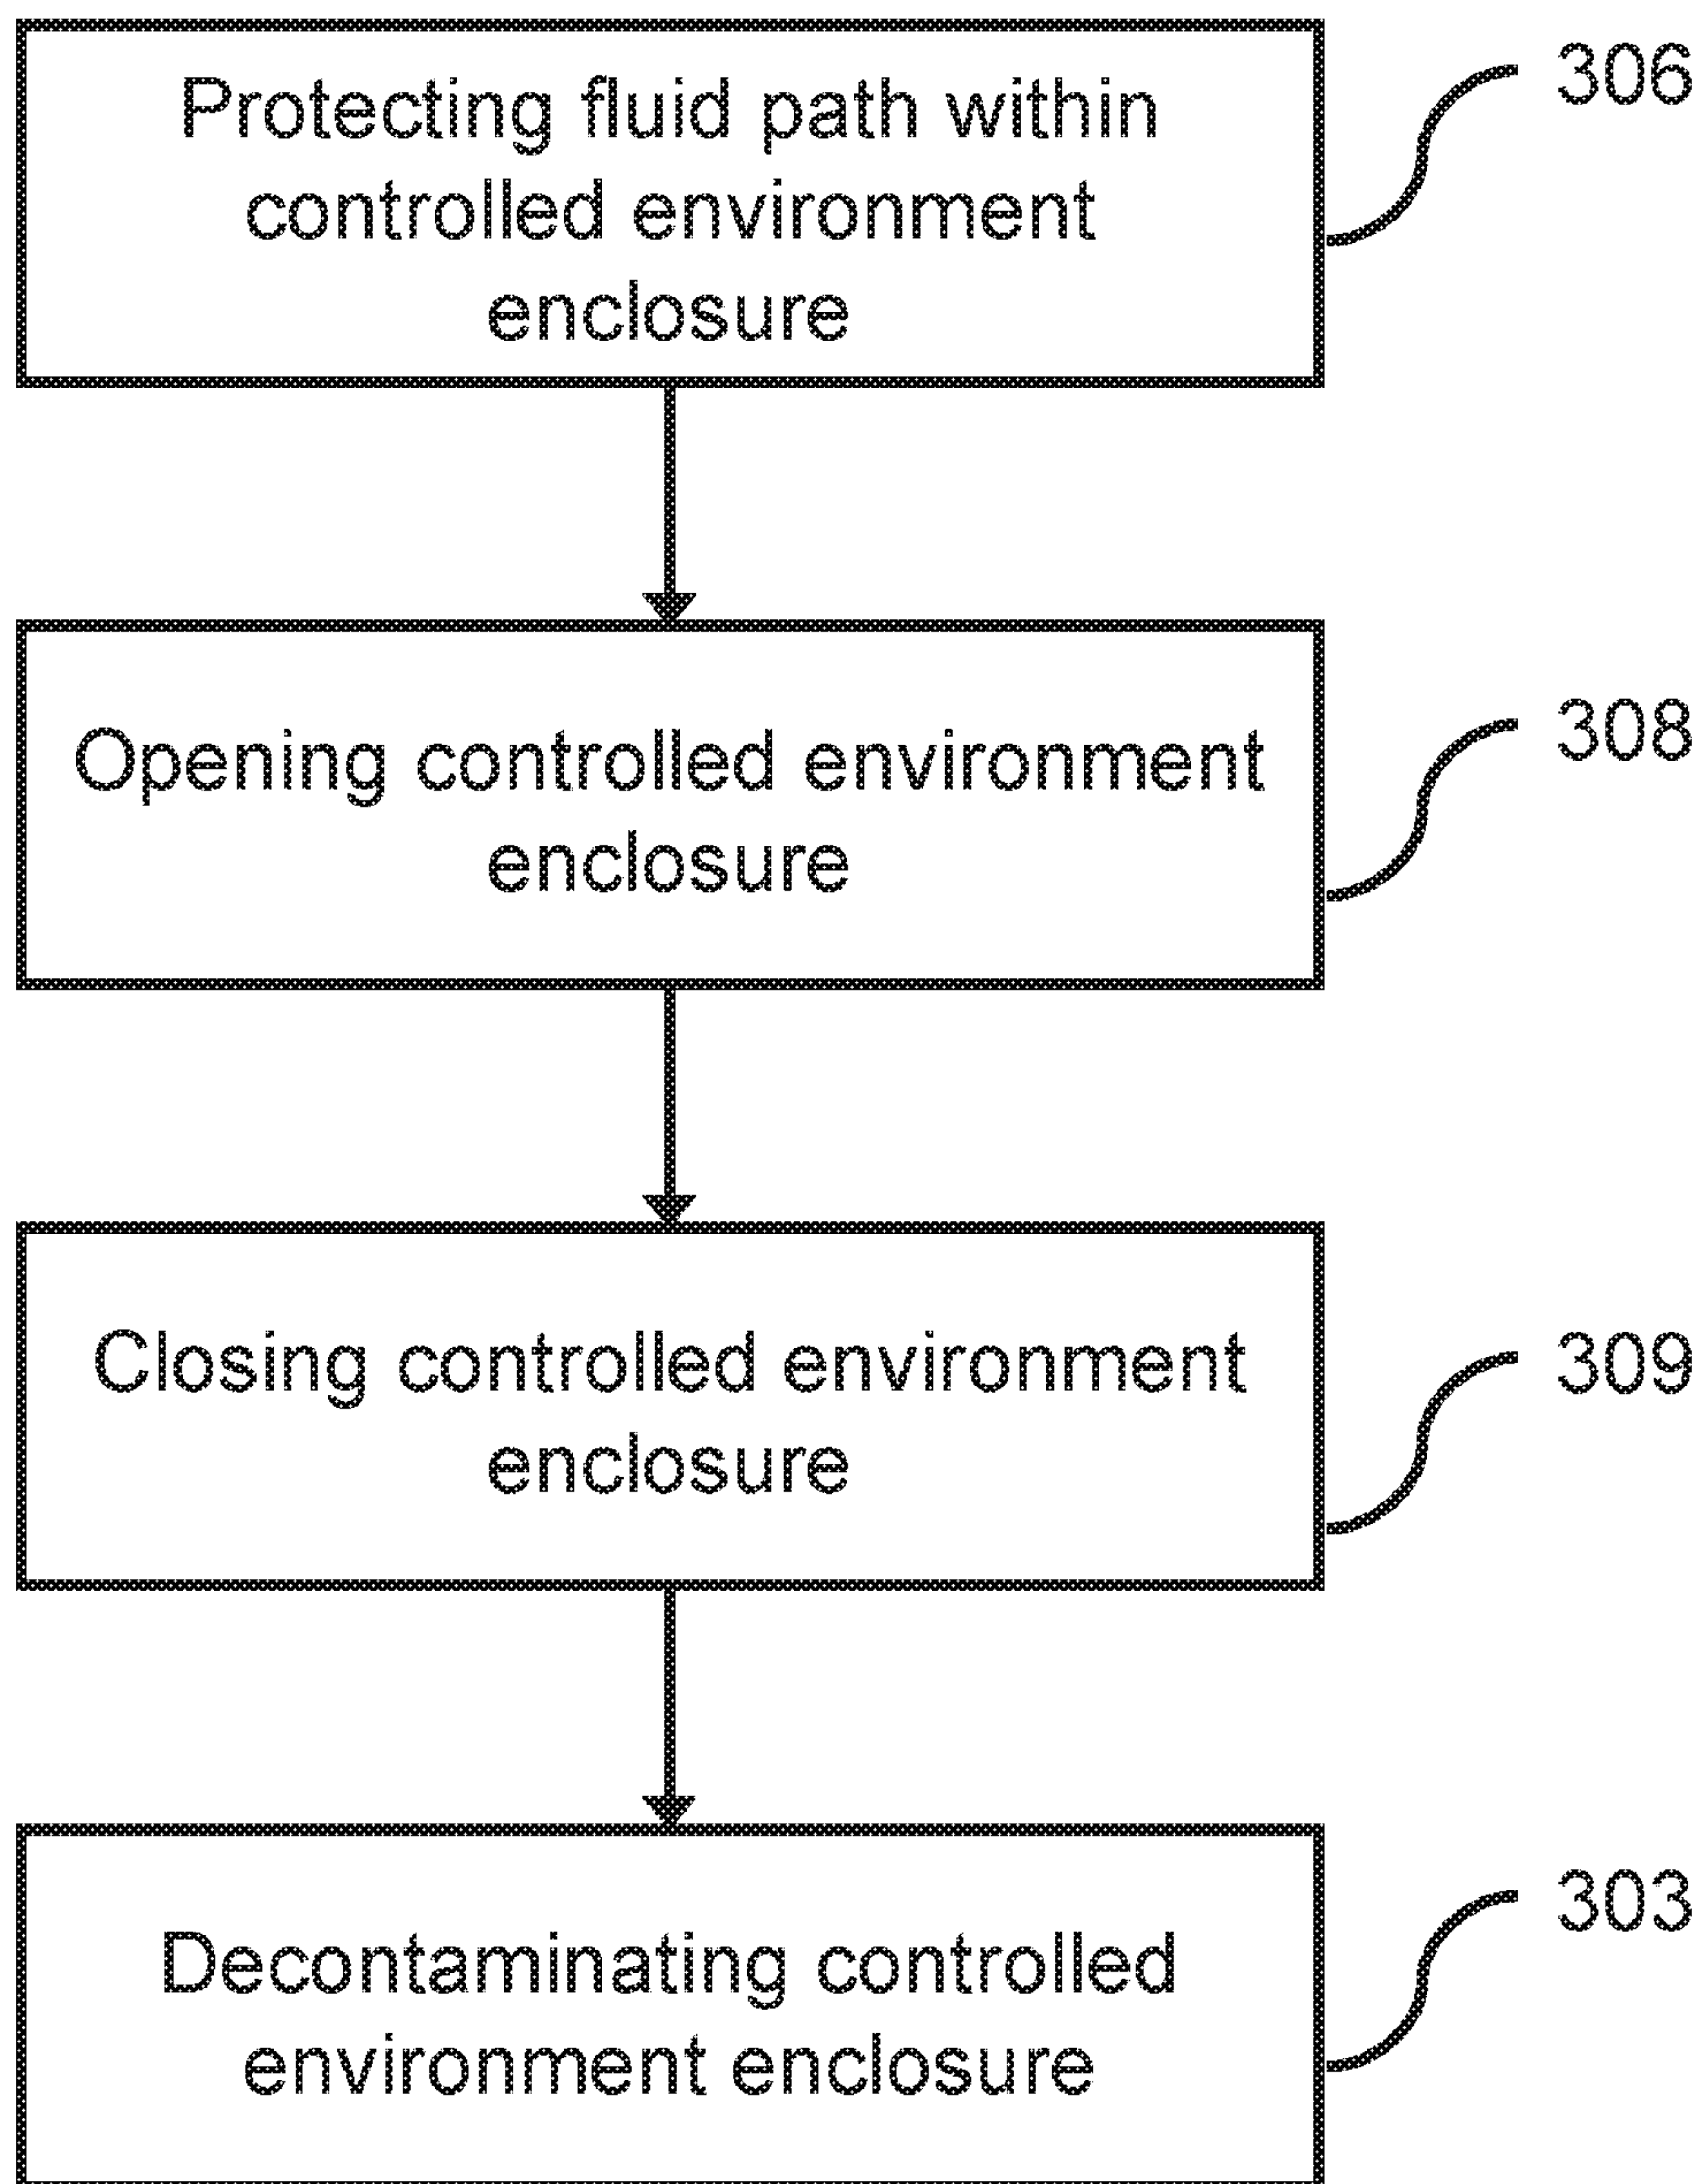 Protecting fluid path within
controlled environment
enclosure
306
Opening controlled environment
enclosure
308
Closing controlled environment
enclosure
309
Decontaminating controlled
environment enclosure
303